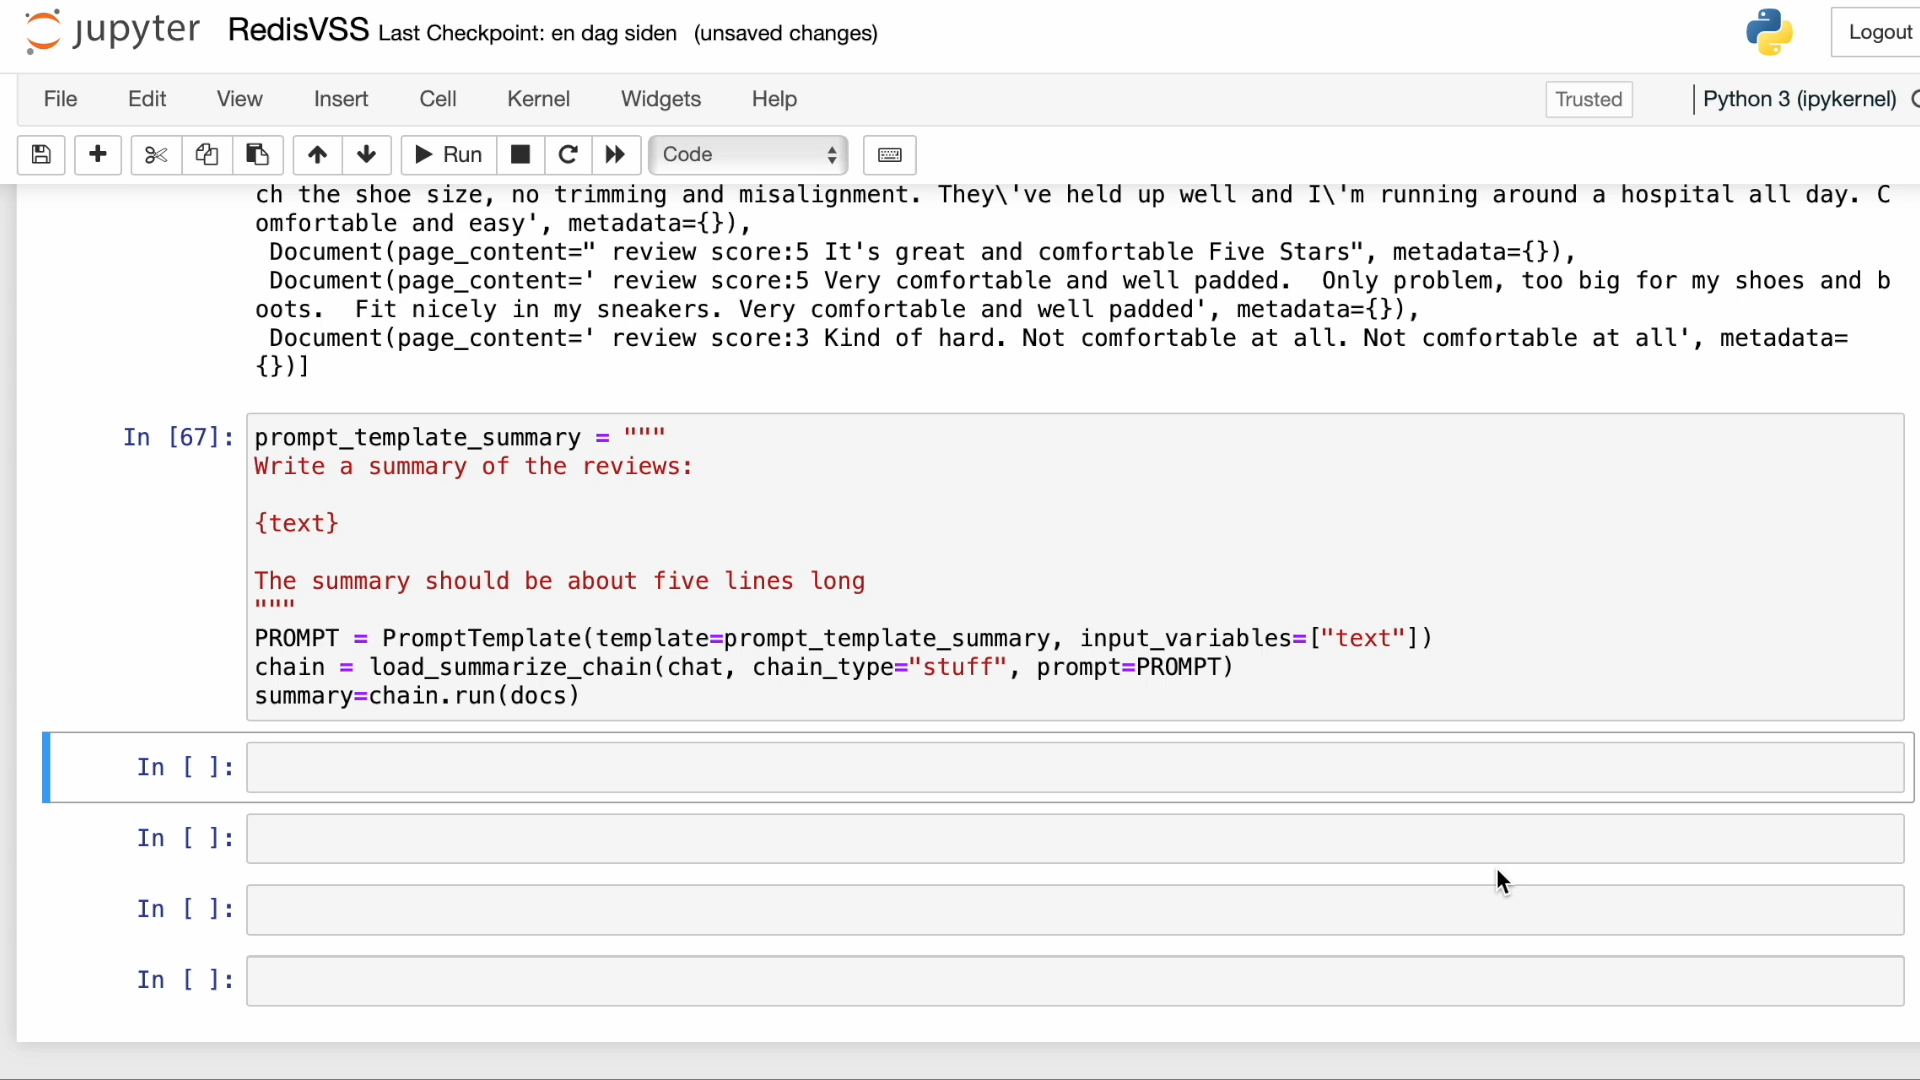 jupyter RedisVSS Last Checkpoint: en dag siden (unsaved changes) Logout
File Edit View Insert Cell Kernel Widgets Help Trusted Python 3 (ipykernel)
Run Code
ch the shoe size, no trimming and misalignment. They\'ve held up well and I\'m running around a hospital all day. C
omfortable and easy', metadata={}),
Document(page_content=" review score:5 It's great and comfortable Five Stars", metadata={}),
Document(page_content=' review score:5 Very comfortable and well padded.  Only problem, too big for my shoes and b
oots.  Fit nicely in my sneakers. Very comfortable and well padded', metadata={}),
Document(page_content=' review score:3 Kind of hard. Not comfortable at all. Not comfortable at all', metadata=
{})]
In [67]: prompt_template_summary = """
Write a summary of the reviews:
{text}
The summary should be about five lines long
"""
PROMPT = PromptTemplate(template=prompt_template_summary, input_variables=["text"])
chain = load_summarize_chain(chat, chain_type="stuff", prompt=PROMPT)
summary=chain.run(docs)
In [ ]:
In [ ]:
In [ ]:
In [ ]: